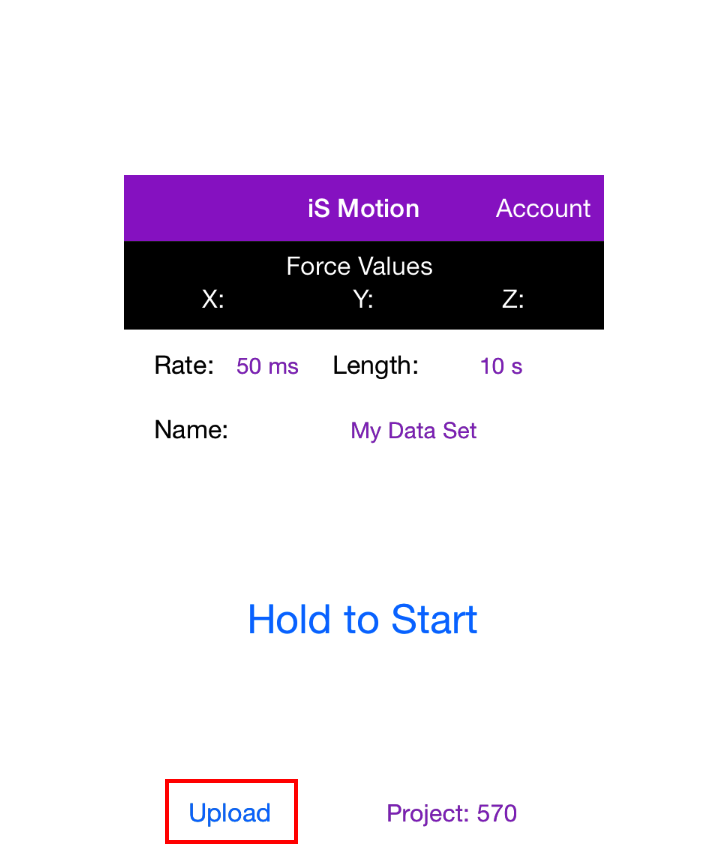 iS Motion Account
Force Values
X: Y: Z:
Rate: 50 ms Length: 10 s
Name: My Data Set
Hold to Start
Upload Project: 570